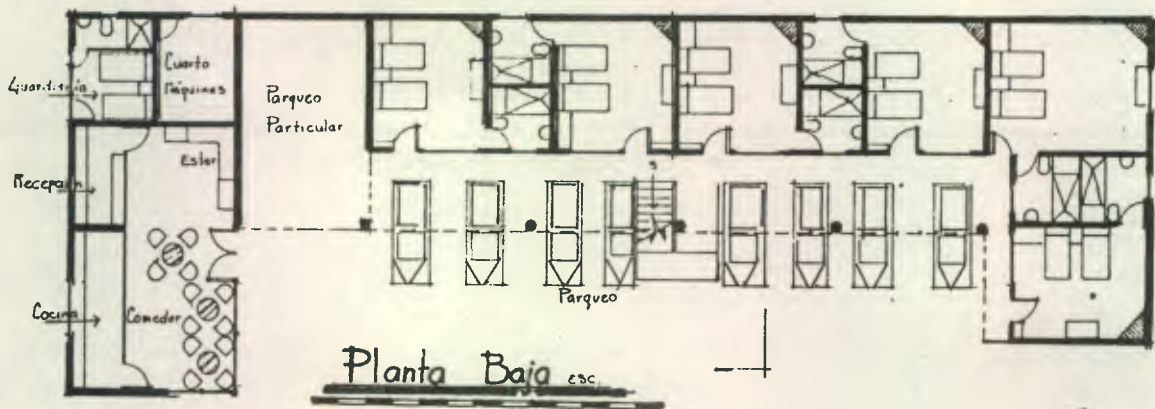 Guardianía
Cuarto
Máquinas
Parqueo
Particular
Estar
Recepción
Cocina
Comedor
S
Parqueo
Planta Baja esc.